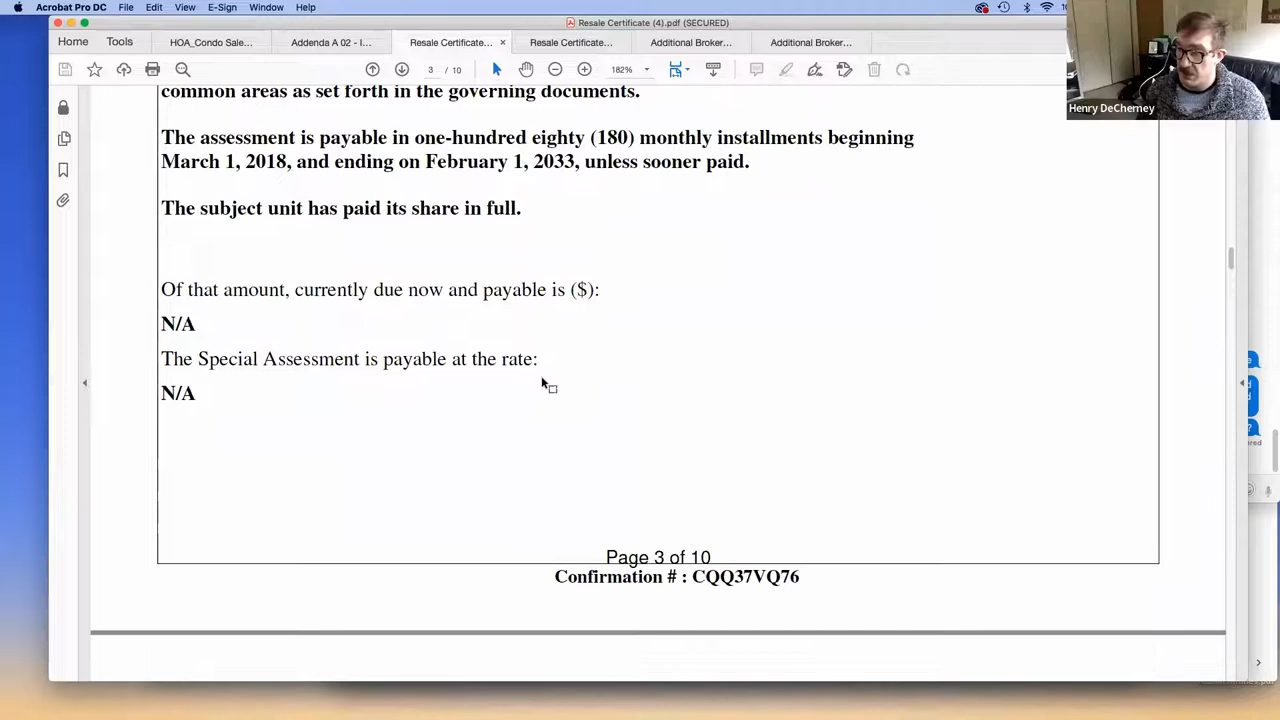 Acrobat Pro DC File Edit View E-Sign Window Help
Resale Certificate (4).pdf (SECURED)
Home Tools HOA_Condo Sale... Addenda A 02 - I... Resale Certificate... × Resale Certificate... Additional Broker... Additional Broker...
3 / 10 182%
Henry DeCherney
common areas as set forth in the governing documents.
The assessment is payable in one-hundred eighty (180) monthly installments beginning
March 1, 2018, and ending on February 1, 2033, unless sooner paid.
The subject unit has paid its share in full.
Of that amount, currently due now and payable is ($):
N/A
The Special Assessment is payable at the rate:
N/A
Page 3 of 10
Confirmation # : CQQ37VQ76